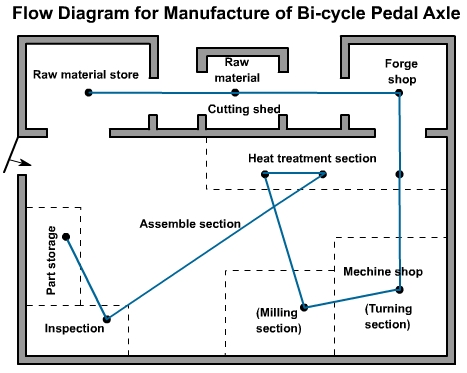 Flow Diagram for Manufacture of Bi-cycle Pedal Axle
Raw material store
Raw
material
Forge
shop
Cutting shed
Heat treatment section
Assemble section
Part storage
Mechine shop
Inspection
(Milling
section)
(Turning
section)